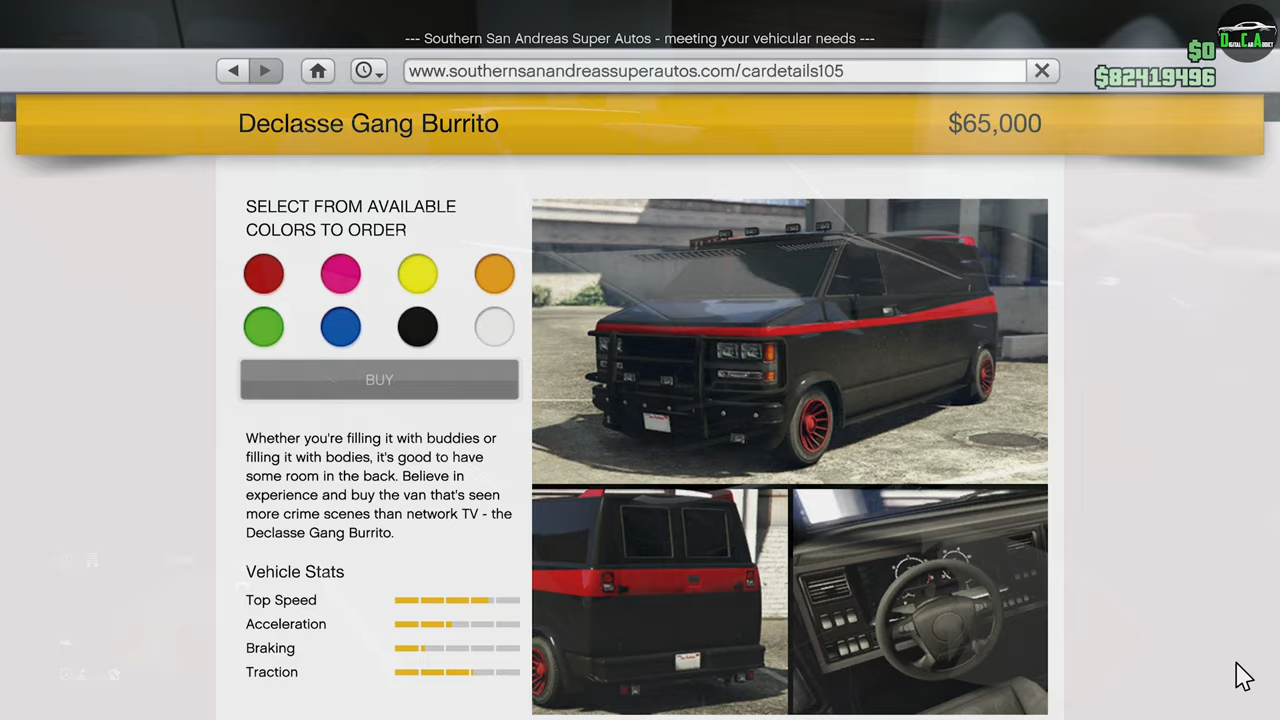 --- Southern San Andreas Super Autos - meeting your vehicular needs ---
$0
www.southernsanandreassuperautos.com/cardetails105
$82419496
Declasse Gang Burrito
$65,000
SELECT FROM AVAILABLE
COLORS TO ORDER
BUY
Whether you're filling it with buddies or
filling it with bodies, it's good to have
some room in the back. Believe in
experience and buy the van that's seen
more crime scenes than network TV - the
Declasse Gang Burrito.
Vehicle Stats
Top Speed
Acceleration
Braking
Traction